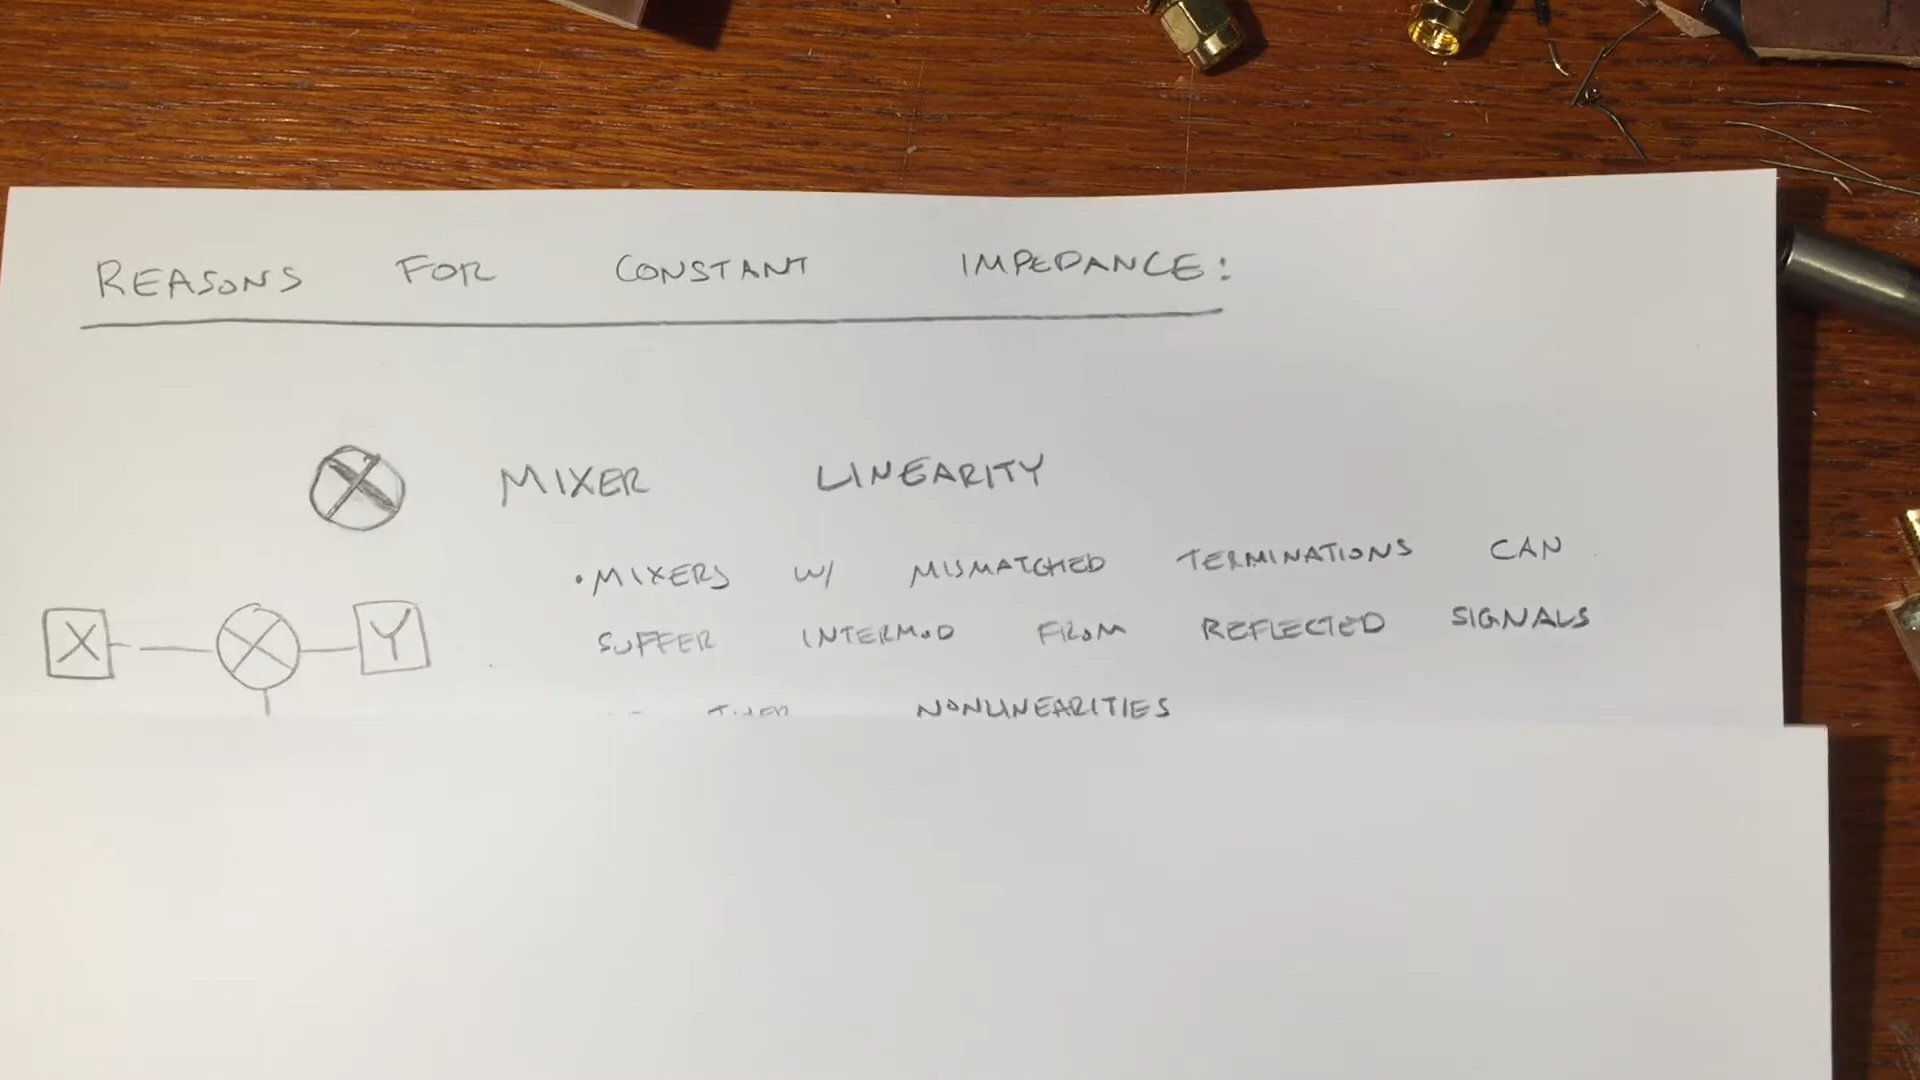 REASONS FOR CONSTANT IMPEDANCE:
MIXER LINEARITY
• MIXERS W/ MISMATCHED TERMINATIONS CAN
X Y
SUFFER INTERMOD FROM REFLECTED SIGNALS
NONLINEARITIES